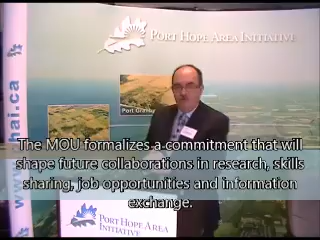 PORT HOPE AREA INITIATIVE
Port Granby
www.phai.ca
The MOU formalizes a commitment that will
shape future collaborations in research, skills
sharing, job opportunities and information
exchange.
PORT HOPE AREA
INITIATIVE